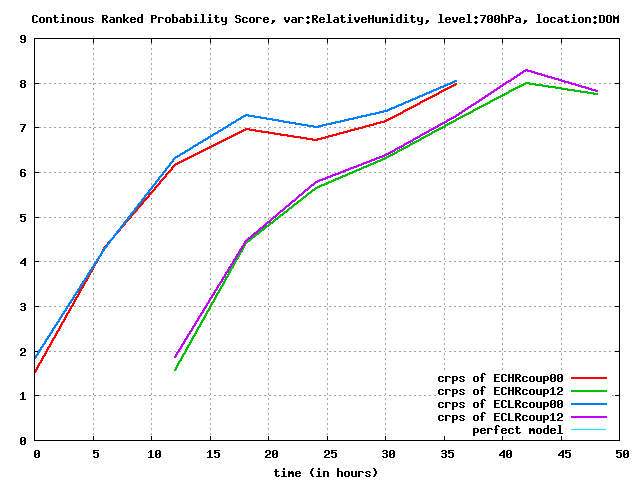 Continous Ranked Probability Score, var:RelativeHumidity, level:700hPa, location:DOM
9
8
7
6
5
4
3
2
1
0
crps of ECHRcoup00
crps of ECHRcoup12
crps of ECLRcoup00
crps of ECLRcoup12
perfect model
0 5 10 15 20 25 30 35 40 45 50
time (in hours)